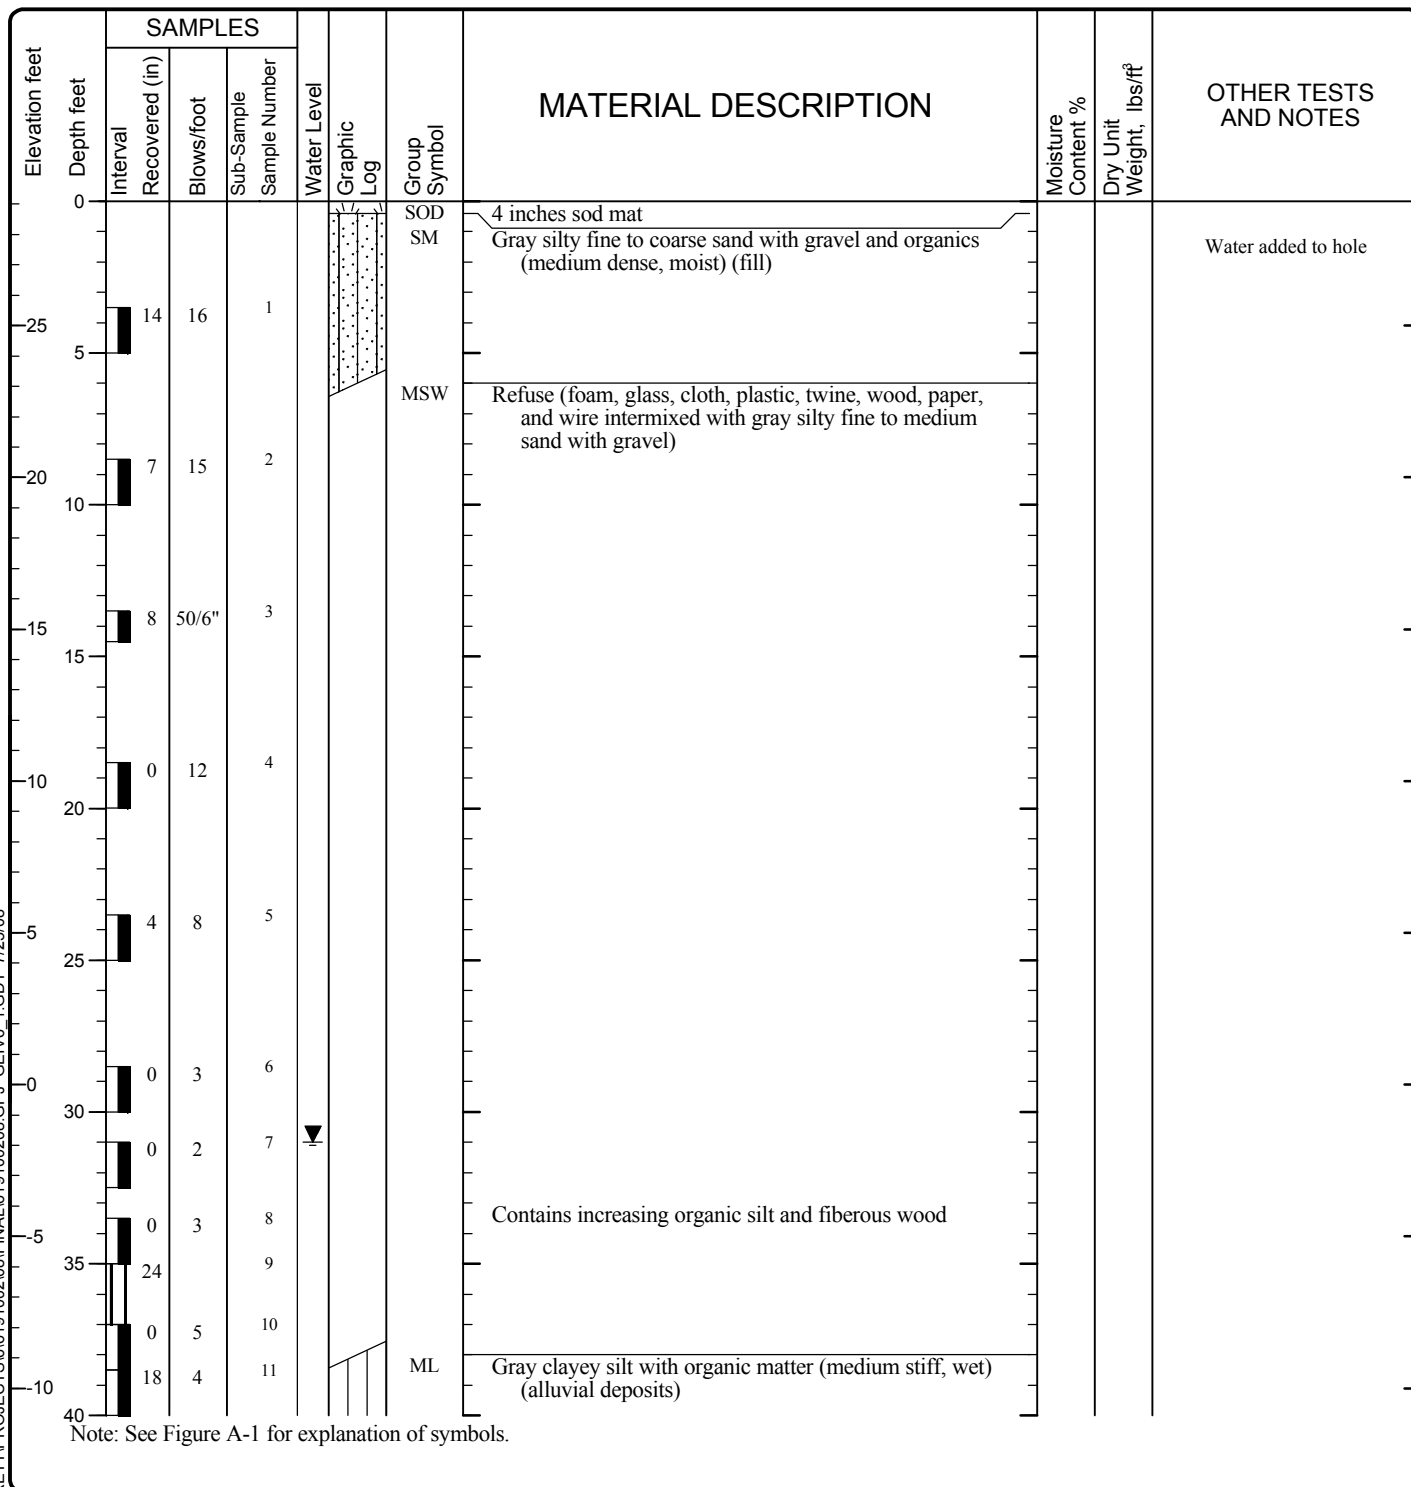 SAMPLES
Elevation feet
Depth feet
Interval
Recovered (in)
Blows/foot
Sub-Sample
Sample Number
Water Level
Graphic
Log
Group
Symbol
MATERIAL DESCRIPTION
Moisture
Content %
Dry Unit
Weight, lbs/ft³
OTHER TESTS
AND NOTES
0
SOD
4 inches sod mat
SM
Gray silty fine to coarse sand with gravel and organics
(medium dense, moist) (fill)
Water added to hole
14 16 1
25
5
MSW
Refuse (foam, glass, cloth, plastic, twine, wood, paper,
and wire intermixed with gray silty fine to medium
sand with gravel)
7 15 2
20
10
8 50/6" 3
15
15
0 12 4
10
20
4 8 5
5
25
0 3 6
0
30
0 2 7
0 3 8
Contains increasing organic silt and fiberous wood
-5
35
24 9
0 5 10
18 4 11
ML
Gray clayey silt with organic matter (medium stiff, wet)
(alluvial deposits)
-10
40
Note: See Figure A-1 for explanation of symbols.